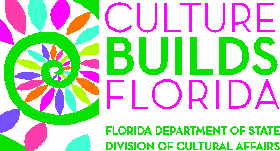 CULTURE
BUILDS
FLORIDA
FLORIDA DEPARTMENT OF STATE
DIVISION OF CULTURAL AFFAIRS